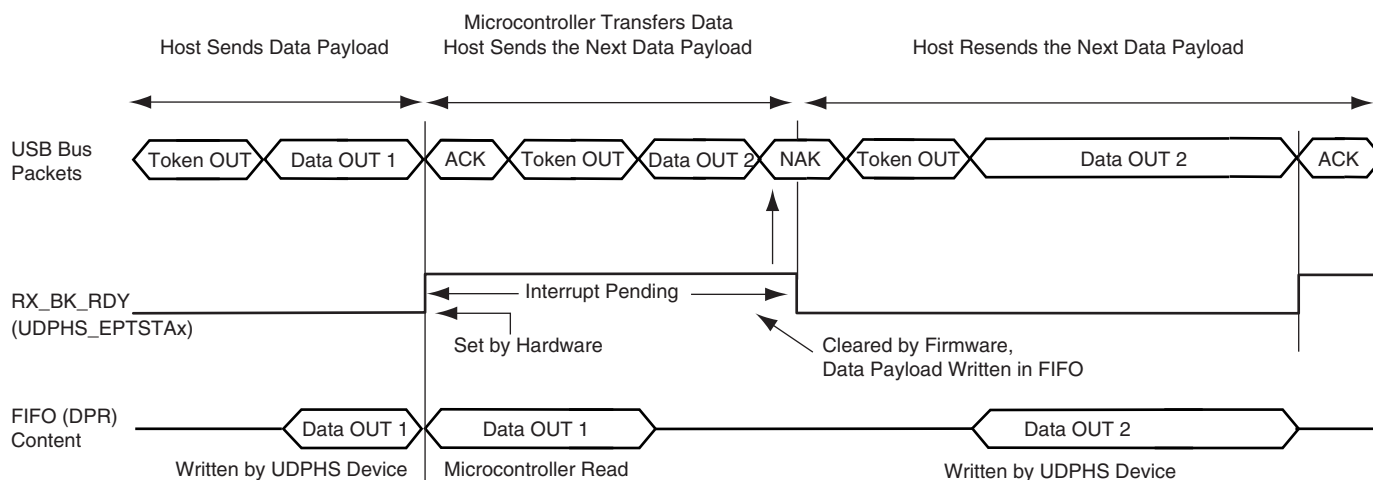 Microcontroller Transfers Data
Host Sends Data Payload
Host Sends the Next Data Payload
Host Resends the Next Data Payload
USB Bus
Packets
Token OUT
Data OUT 1
ACK
Token OUT
Data OUT 2
NAK
Token OUT
Data OUT 2
ACK
RX_BK_RDY
(UDPHS_EPTSTAx)
Interrupt Pending
Set by Hardware
Cleared by Firmware,
Data Payload Written in FIFO
FIFO (DPR)
Content
Data OUT 1
Data OUT 1
Data OUT 2
Written by UDPHS Device
Microcontroller Read
Written by UDPHS Device